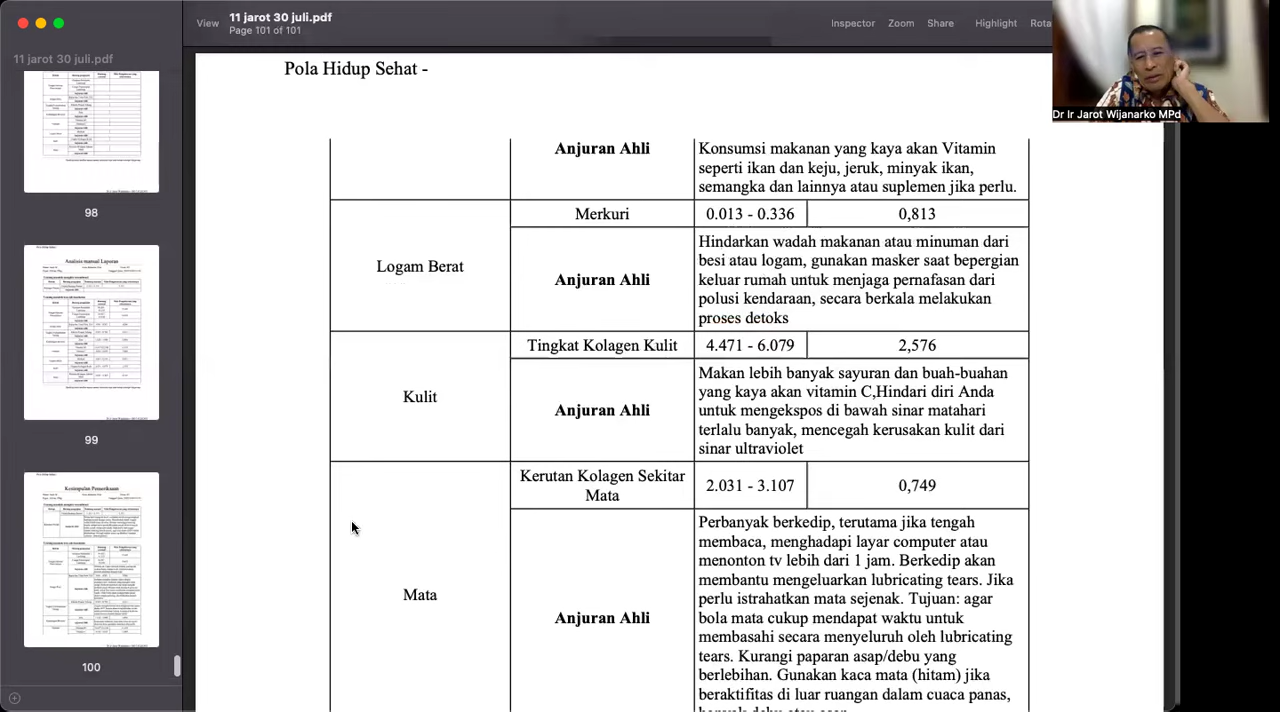 View
11 jarot 30 juli.pdf
Page 101 of 101
Inspector
Zoom
Share
Highlight
Rota
Dr Ir Jarot Wijanarko MPd
11 jarot 30 juli.pdf
98
Analisis manual Laporan
99
Kesimpulan Pemeriksaan
100
Pola Hidup Sehat -
Anjuran Ahli
Konsumsi makanan yang kaya akan Vitamin
seperti ikan dan keju, jeruk, minyak ikan,
semangka dan lainnya atau suplemen jika perlu.
Logam Berat
Merkuri
0.013 - 0.336
0,813
Anjuran Ahli
Hindarkan wadah makanan atau minuman dari
besi atau logam, gunakan masker saat bepergian
keluar rumah untuk menjaga pernafasan dari
polusi kendaraan, secara berkala melakukan
proses detoks
Kulit
Tingkat Kolagen Kulit
4.471 - 6.079
2,576
Anjuran Ahli
Makan lebih banyak sayuran dan buah-buahan
yang kaya akan vitamin C,Hindari diri Anda
untuk mengekspos di bawah sinar matahari
terlalu banyak, mencegah kerusakan kulit dari
sinar ultraviolet
Mata
Kerutan Kolagen Sekitar
Mata
2.031 - 3.107
0,749
Anjuran Ahli
Perbanyak berkedip, terutama jika tengah
membaca, menghadapi layar computer atau
menonton tv lebih dari 1 jam. Berkedip akan
membantu memproduksi lubricating tears. Jika
perlu istrahatkan mata sejenak. Tujuan: agar
bola mata cukup mendapat waktu untuk
membasahi secara menyeluruh oleh lubricating
tears. Kurangi paparan asap/debu yang
berlebihan. Gunakan kaca mata (hitam) jika
beraktifitas di luar ruangan dalam cuaca panas,